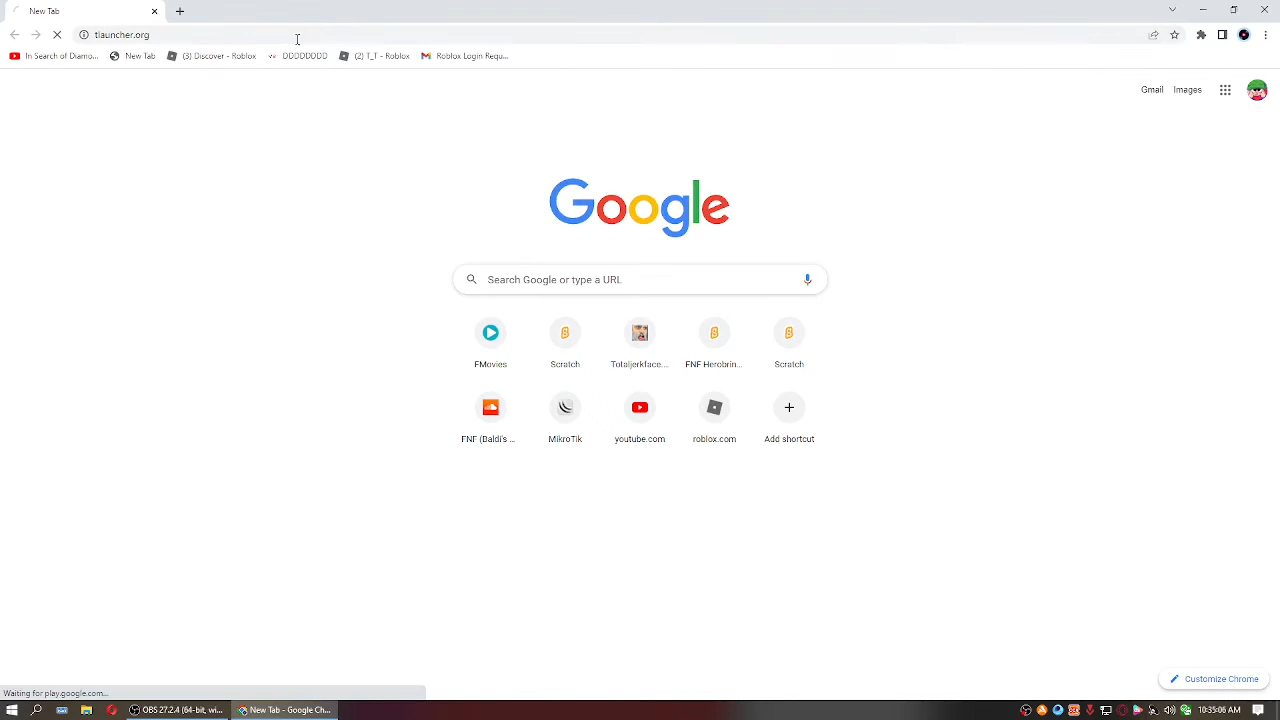 New Tab
tlauncher.org
In Search of Diamo...
New Tab
(3) Discover - Roblox
DDDDDDDD
(2) T_T - Roblox
Roblox Login Requ...
Gmail
Images
Google
Search Google or type a URL
FMovies
Scratch
Totaljerkface....
FNF Herobrin...
Scratch
FNF (Baldi's ...
MikroTik
youtube.com
roblox.com
Add shortcut
Customize Chrome
Waiting for play.google.com...
OBS 27.2.4 (64-bit, wi...
New Tab - Google Ch...
10:35:06 AM